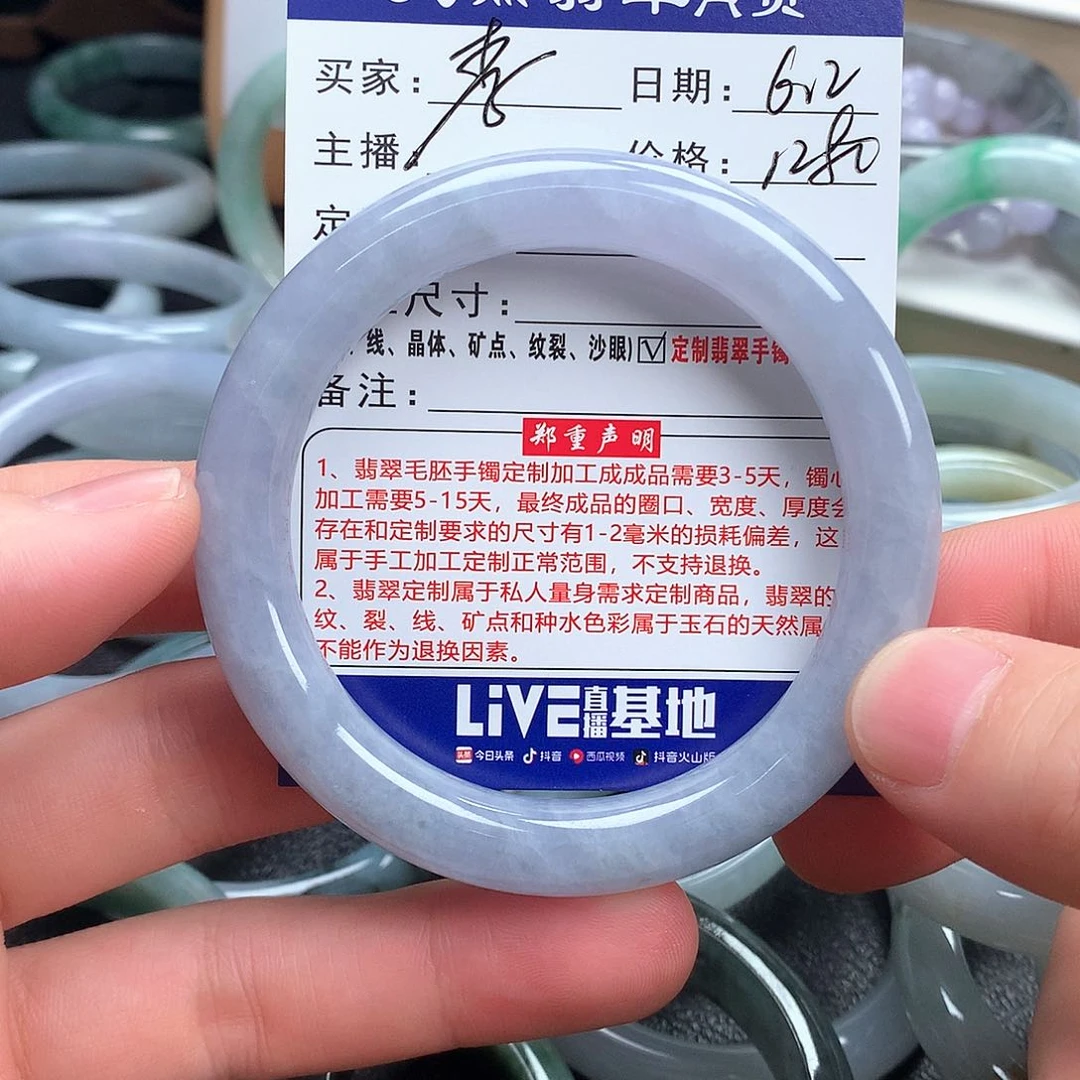 买家： 日期：6.12
主播： 价格：1280
定
尺寸：
线、晶体、矿点、纹裂、沙眼)☑定制翡翠手镯
备注：
郑重声明
1、翡翠毛胚手镯定制加工成成品需要3-5天，镯心
加工需要5-15天，最终成品的圈口、宽度、厚度会
存在和定制要求的尺寸有1-2毫米的损耗偏差，这
属于手工加工定制正常范围，不支持退换。
2、翡翠定制属于私人量身需求定制商品，翡翠的
纹、裂、线、矿点和种水色彩属于玉石的天然属
不能作为退换因素。
LiVE直播基地
头条 今日头条 抖音 西瓜视频 抖音火山版